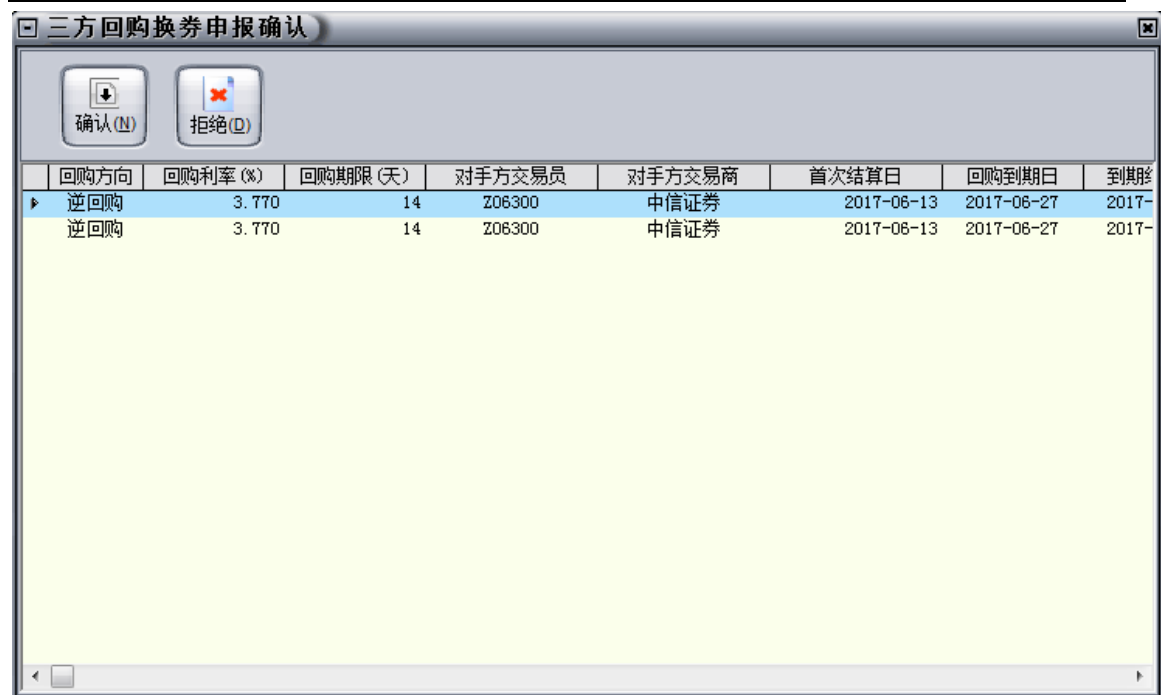 三方回购换券申报确认
确认(N) 拒绝(D)
回购方向 回购利率(%) 回购期限(天) 对手方交易员 对手方交易商 首次结算日 回购到期日 到期
逆回购 3.770 14 Z06300 中信证券 2017-06-13 2017-06-27 2017-
逆回购 3.770 14 Z06300 中信证券 2017-06-13 2017-06-27 2017-